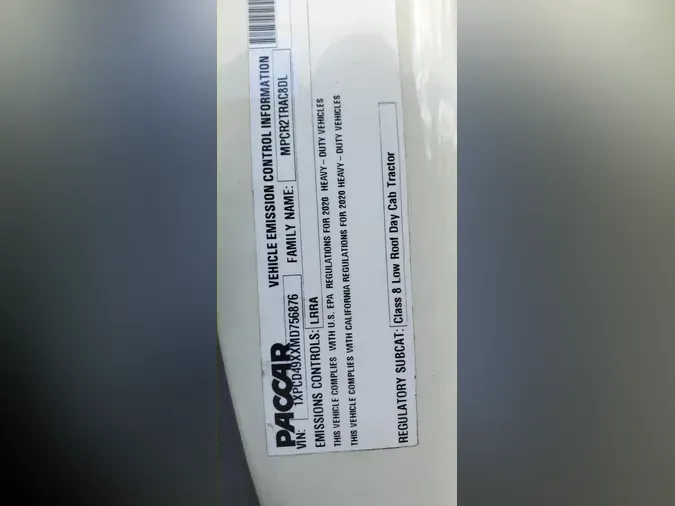 PACCAR
VEHICLE EMISSION CONTROL INFORMATION
VIN: 1XPCD49XXMD756876 FAMILY NAME: MPCR2TRAC8DL
EMISSIONS CONTROLS: LRRA
THIS VEHICLE COMPLIES WITH U.S. EPA REGULATIONS FOR 2020 HEAVY-DUTY VEHICLES
THIS VEHICLE COMPLIES WITH CALIFORNIA REGULATIONS FOR 2020 HEAVY-DUTY VEHICLES
REGULATORY SUBCAT: Class 8 Low Roof Day Cab Tractor